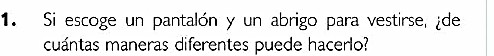 1. Si escoge un pantalón y un abrigo para vestirse, ¿de
cuántas maneras diferentes puede hacerlo?